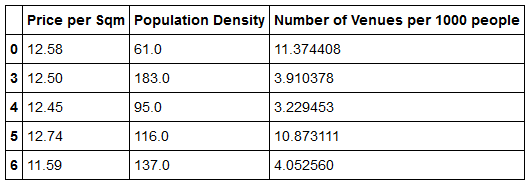 Price per Sqm Population Density Number of Venues per 1000 people
0 12.58 61.0 11.374408
3 12.50 183.0 3.910378
4 12.45 95.0 3.229453
5 12.74 116.0 10.873111
6 11.59 137.0 4.052560